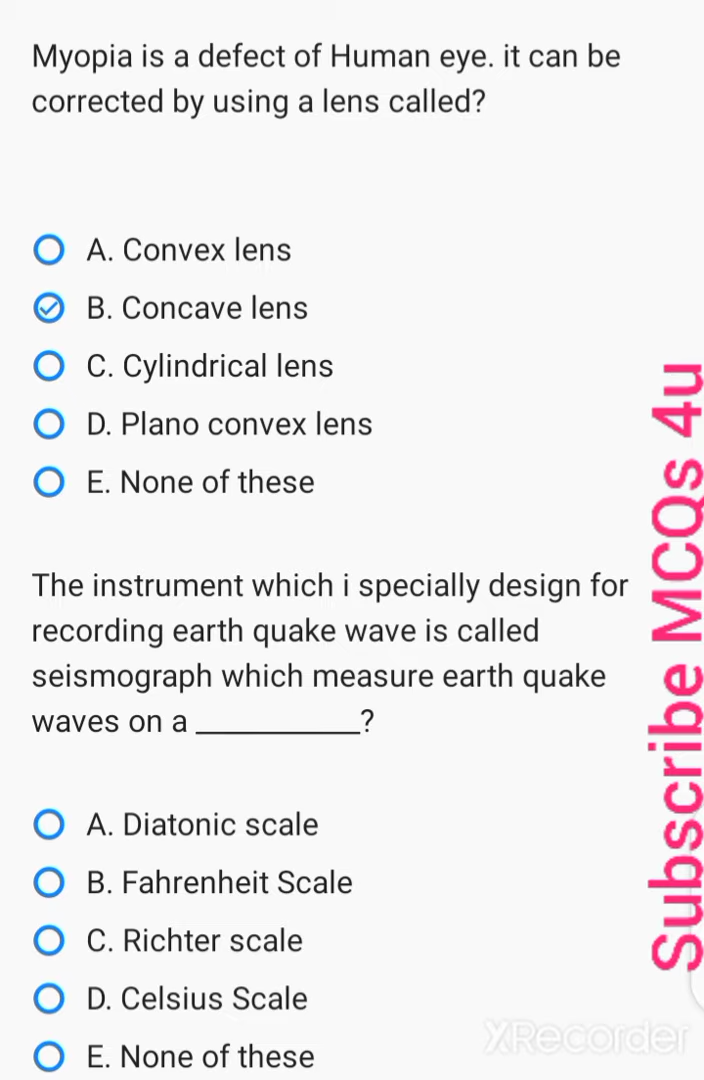 Myopia is a defect of Human eye. it can be
corrected by using a lens called?
A. Convex lens
B. Concave lens
C. Cylindrical lens
D. Plano convex lens
E. None of these
The instrument which i specially design for
recording earth quake wave is called
seismograph which measure earth quake
waves on a __________?
A. Diatonic scale
B. Fahrenheit Scale
C. Richter scale
D. Celsius Scale
E. None of these
Subscribe MCQs 4u
XRecorder